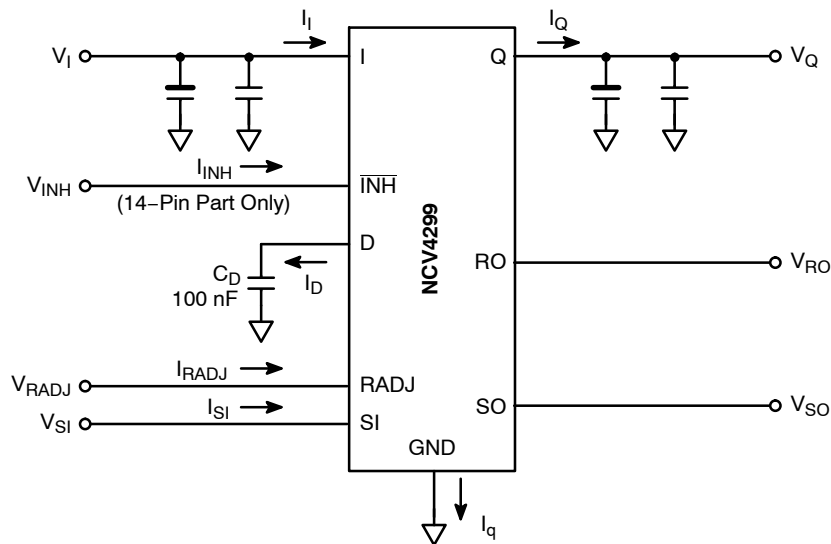 I_I
I_Q
V_I
I
Q
V_Q
I_INH
V_INH
I̅N̅H̅
(14−Pin Part Only)
D
C_D
100 nF
I_D
NCV4299
RO
V_RO
I_RADJ
V_RADJ
RADJ
I_SI
V_SI
SI
SO
V_SO
GND
I_q